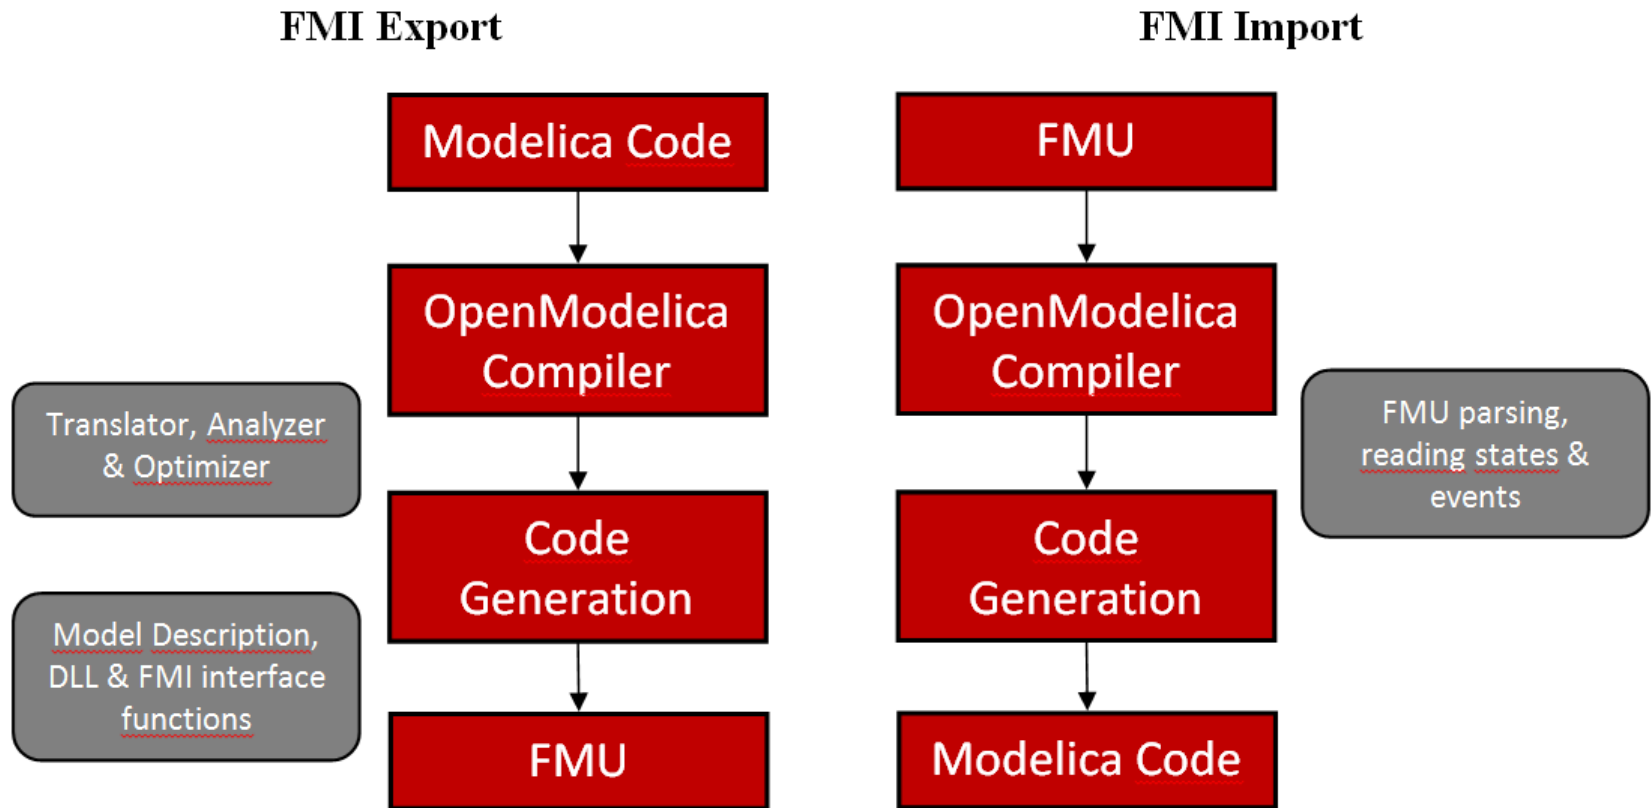 FMI Export
Modelica Code
OpenModelica
Compiler
Translator, Analyzer
& Optimizer
Code
Generation
Model Description,
DLL & FMI interface
functions
FMU
FMI Import
FMU
OpenModelica
Compiler
FMU parsing,
reading states &
events
Code
Generation
Modelica Code